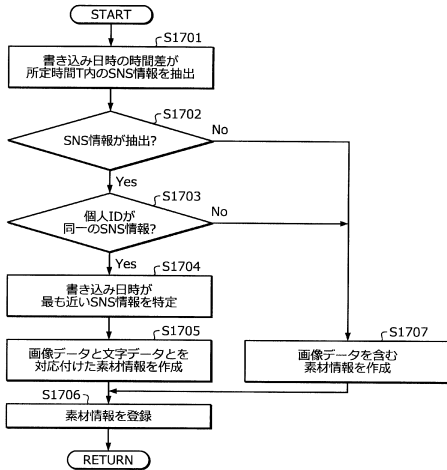 START
S1701
書き込み日時の時間差が
所定時間T内のSNS情報を抽出
S1702
SNS情報が抽出?
No
Yes
S1703
個人IDが
同一のSNS情報?
No
Yes
S1704
書き込み日時が
最も近いSNS情報を特定
S1705
画像データと文字データとを
対応付けた素材情報を作成
S1707
画像データを含む
素材情報を作成
S1706
素材情報を登録
RETURN